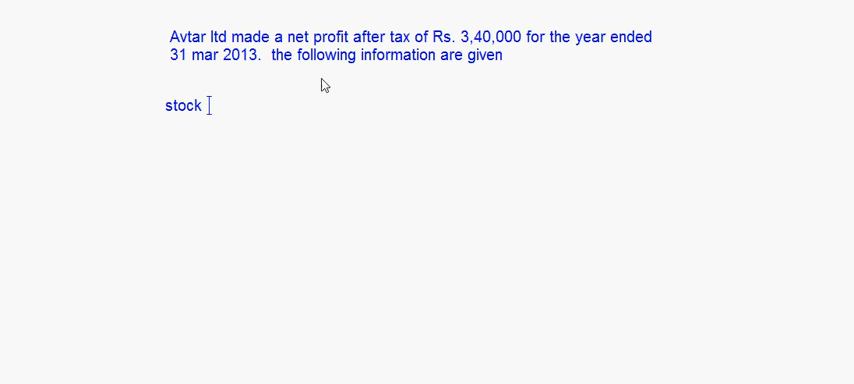 Avtar ltd made a net profit after tax of Rs. 3,40,000 for the year ended
31 mar 2013.  the following information are given
stock